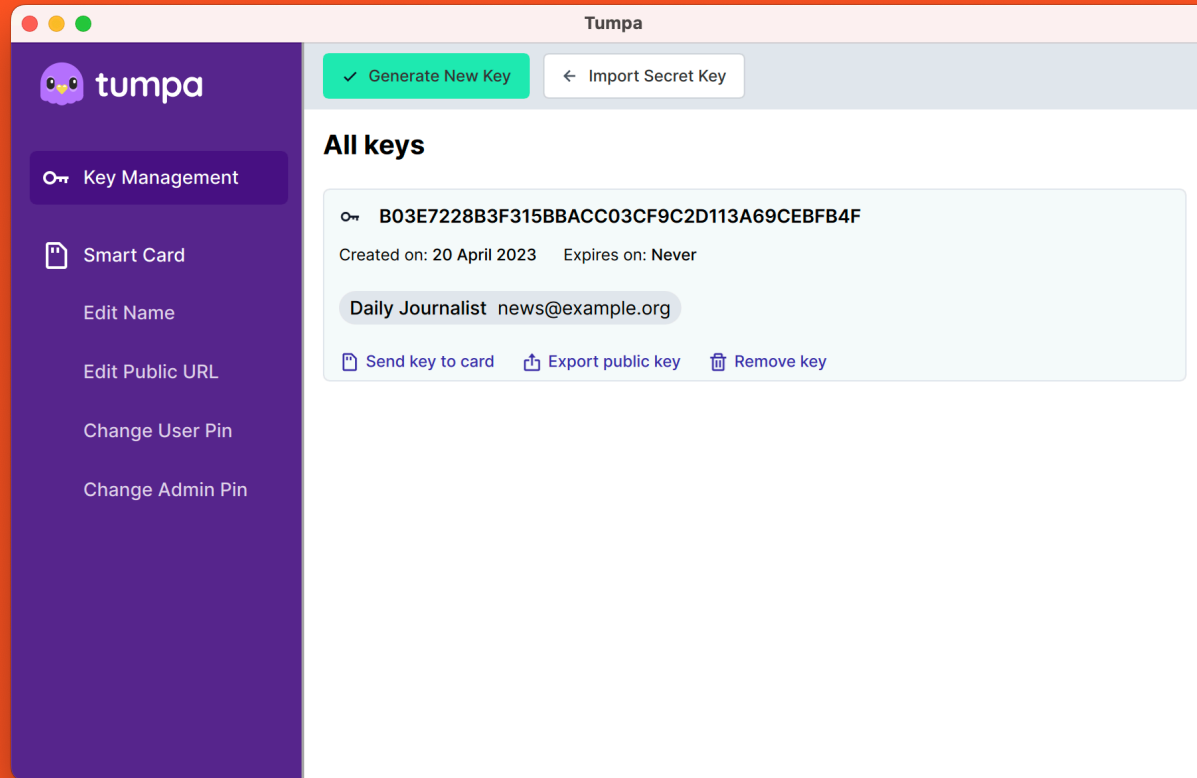 Tumpa
tumpa
Key Management
Smart Card
Edit Name
Edit Public URL
Change User Pin
Change Admin Pin
Generate New Key
Import Secret Key
All keys
B03E7228B3F315BBACC03CF9C2D113A69CEBFB4F
Created on: 20 April 2023 Expires on: Never
Daily Journalist news@example.org
Send key to card Export public key Remove key